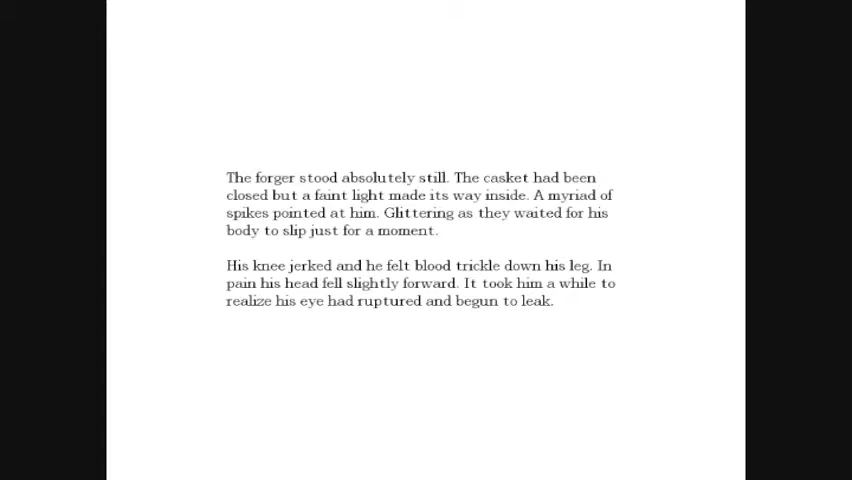 The forger stood absolutely still. The casket had been
closed but a faint light made its way inside. A myriad of
spikes pointed at him. Glittering as they waited for his
body to slip just for a moment.
His knee jerked and he felt blood trickle down his leg. In
pain his head fell slightly forward. It took him a while to
realize his eye had ruptured and begun to leak.